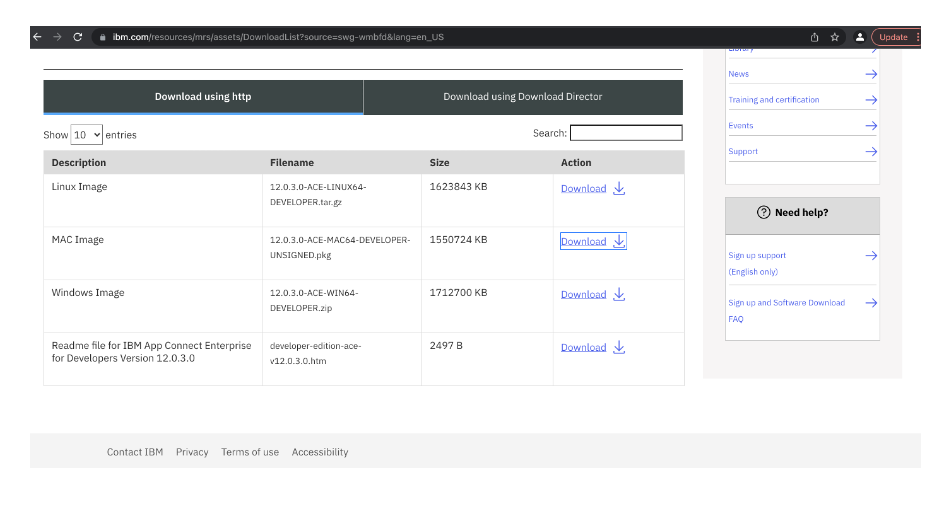 ibm.com/resources/mrs/assets/DownloadList?source=swg-wmbfd&lang=en_US
Update
Library
News
Training and certification
Events
Support
Download using http
Download using Download Director
Show 10 entries
Search:
Description Filename Size Action
Linux Image 12.0.3.0-ACE-LINUX64- 1623843 KB Download
DEVELOPER.tar.gz
MAC Image 12.0.3.0-ACE-MAC64-DEVELOPER- 1550724 KB Download
UNSIGNED.pkg
Windows Image 12.0.3.0-ACE-WIN64- 1712700 KB Download
DEVELOPER.zip
Readme file for IBM App Connect Enterprise developer-edition-ace- 2497 B Download
for Developers Version 12.0.3.0 v12.0.3.0.htm
Need help?
Sign up support
(English only)
Sign up and Software Download
FAQ
Contact IBM Privacy Terms of use Accessibility